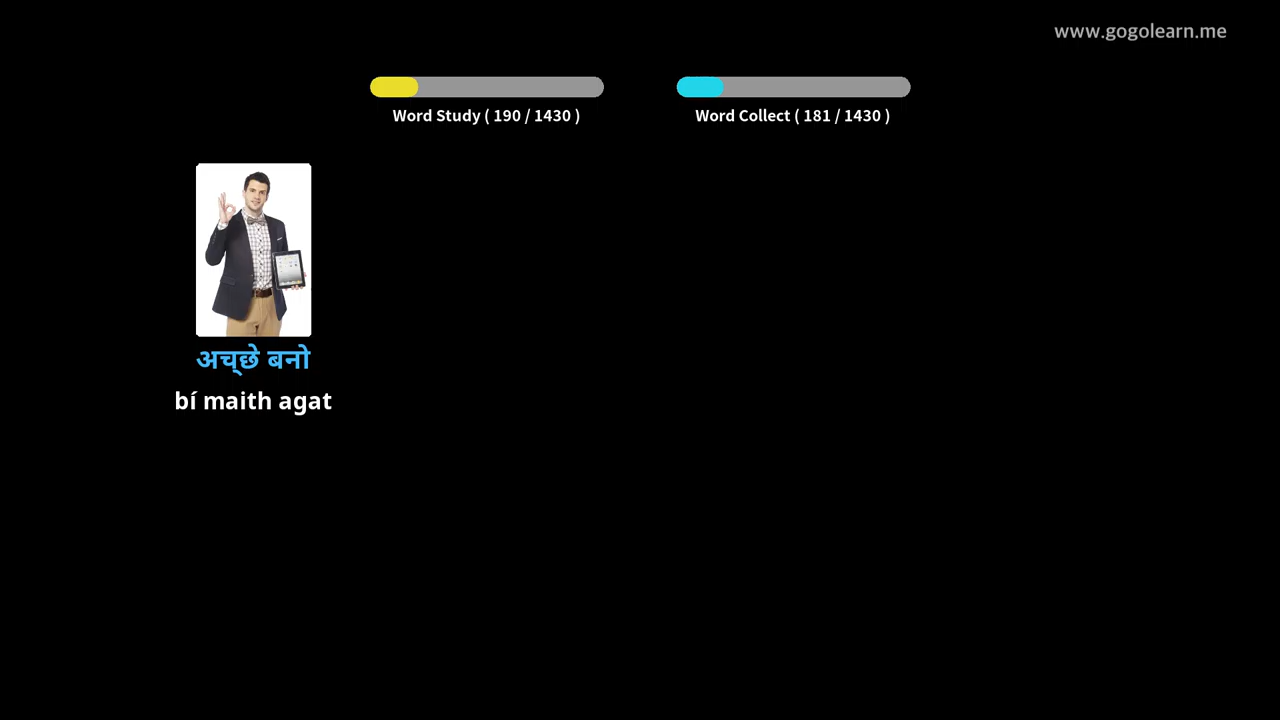 www.gogolearn.me
Word Study ( 190 / 1430 )
Word Collect ( 181 / 1430 )
अच्छे बनो
bí maith agat